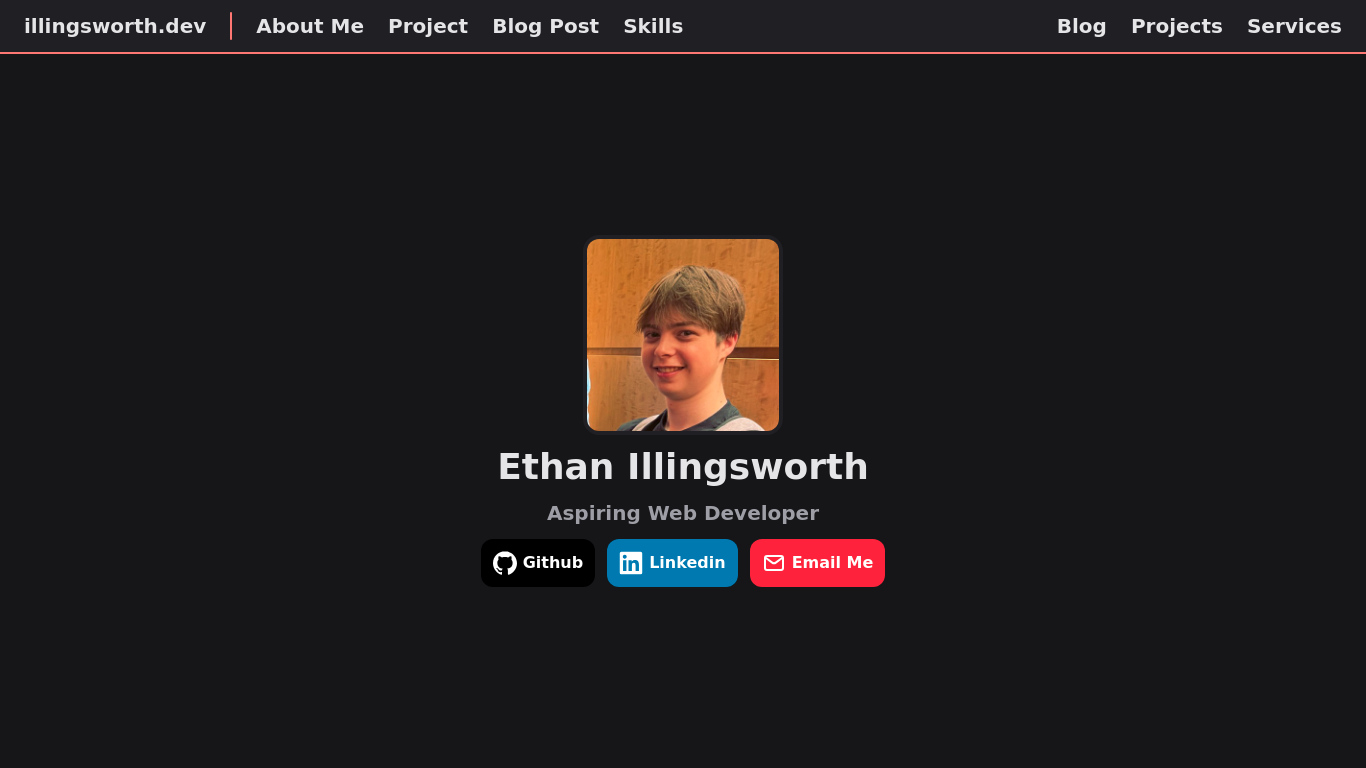 illingsworth.dev About Me Project Blog Post Skills Blog Projects Services
Ethan Illingsworth
Aspiring Web Developer
Github Linkedin Email Me